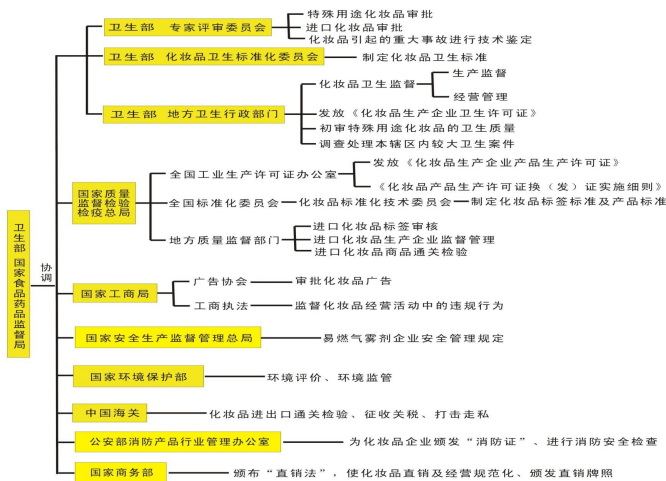 卫生部 专家评审委员会
特殊用途化妆品审批
进口化妆品审批
化妆品引起的重大事故进行技术鉴定
卫生部 化妆品卫生标准化委员会
制定化妆品卫生标准
卫生部 地方卫生行政部门
化妆品卫生监督
生产监督
经营管理
发放《化妆品生产企业卫生许可证》
初审特殊用途化妆品的卫生质量
调查处理本辖区内较大卫生案件
国家质量
监督检验
检疫总局
全国工业生产许可证办公室
发放《化妆品生产企业产品生产许可证》
《化妆品产品生产许可证换（发）证实施细则》
全国标准化委员会
化妆品标准化技术委员会
制定化妆品标签标准及产品标准
地方质量监督部门
进口化妆品标签审核
进口化妆品生产企业监督管理
进口化妆品商品通关检验
卫生部 国家食品药品监督局
协调
国家工商局
广告协会
审批化妆品广告
工商执法
监督化妆品经营活动中的违规行为
国家安全生产监督管理总局
易燃气雾剂企业安全管理规定
国家环境保护部
环境评价、环境监管
中国海关
化妆品进出口通关检验、征收关税、打击走私
公安部消防产品行业管理办公室
为化妆品企业颁发“消防证”、进行消防安全检查
国家商务部
颁布“直销法”，使化妆品直销及经营规范化、颁发直销牌照